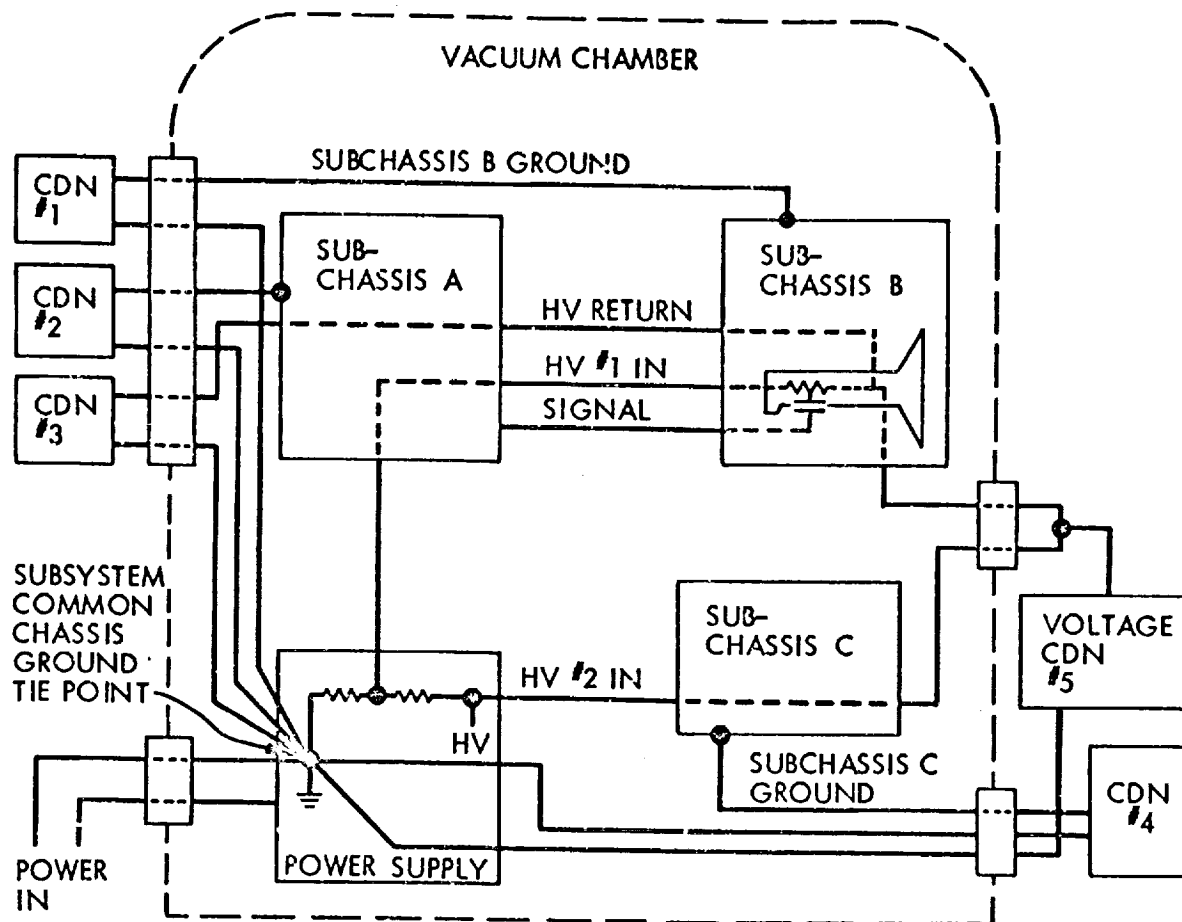 VACUUM CHAMBER
SUBCHASSIS B GROUND
CDN
#1
SUB-
CHASSIS A
SUB-
CHASSIS B
CDN
#2
HV RETURN
HV #1 IN
CDN
#3
SIGNAL
SUBSYSTEM
COMMON
CHASSIS
GROUND
TIE POINT
SUB-
CHASSIS C
VOLTAGE
CDN
#5
HV #2 IN
HV
SUBCHASSIS C
GROUND
CDN
#4
POWER
IN
POWER SUPPLY